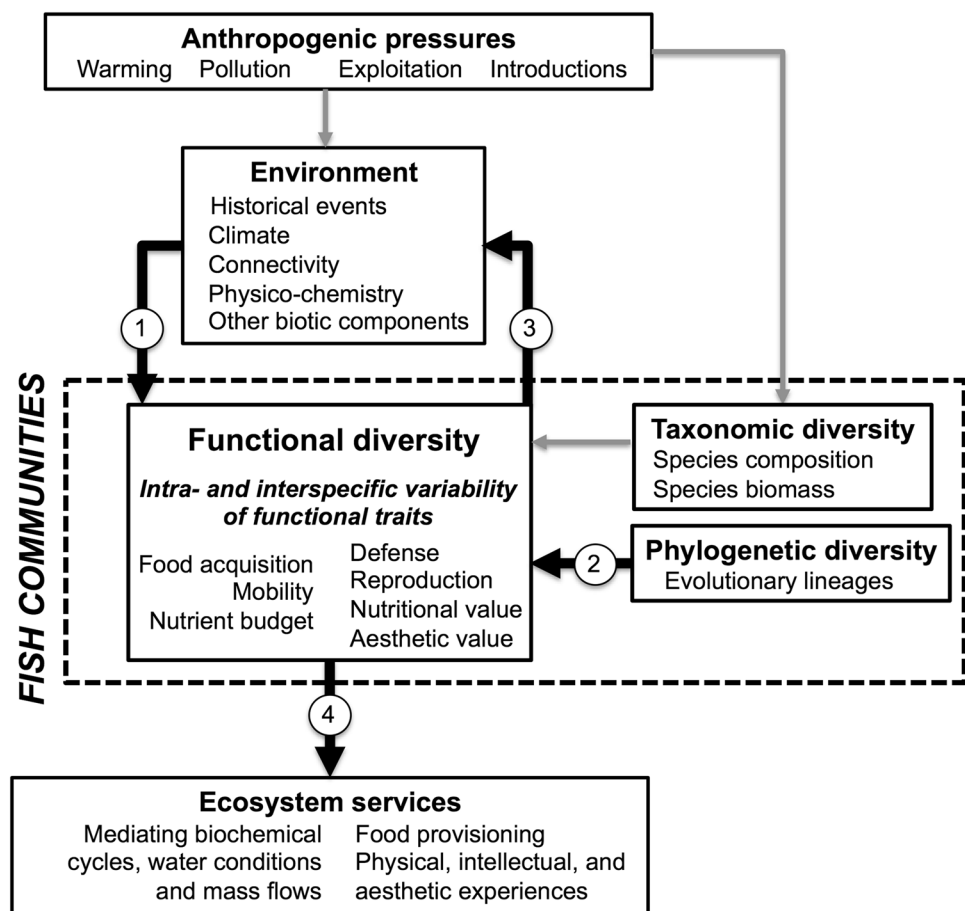 Anthropogenic pressures
Warming Pollution Exploitation Introductions
Environment
Historical events
Climate
Connectivity
Physico-chemistry
Other biotic components
1
3
FISH COMMUNITIES
Functional diversity
Intra- and interspecific variability
of functional traits
Food acquisition
Mobility
Nutrient budget
Defense
Reproduction
Nutritional value
Aesthetic value
Taxonomic diversity
Species composition
Species biomass
2
Phylogenetic diversity
Evolutionary lineages
4
Ecosystem services
Mediating biochemical
cycles, water conditions
and mass flows
Food provisioning
Physical, intellectual, and
aesthetic experiences